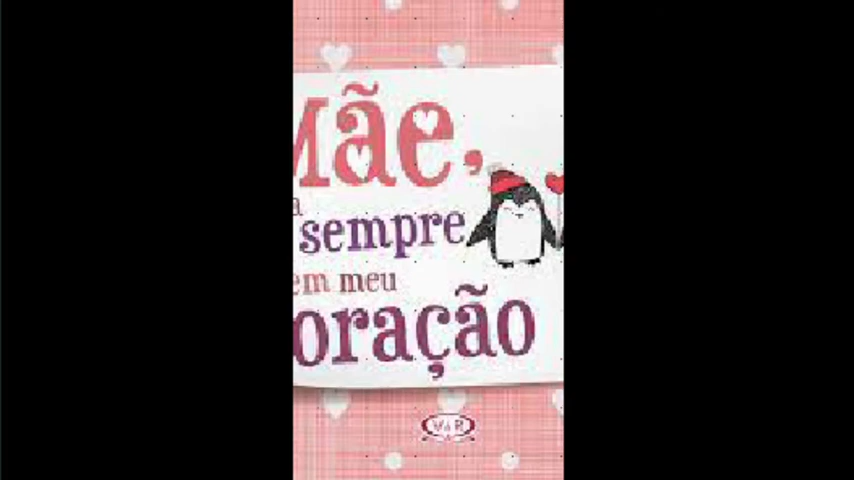 Mãe,
a
sempre
em meu
oração
V&R